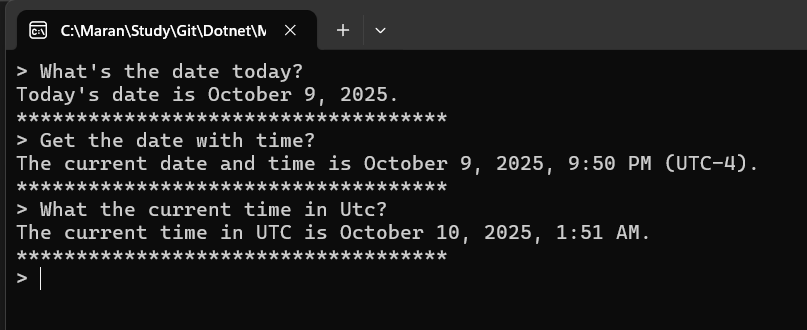 C:\Maran\Study\Git\Dotnet\M
> What's the date today?
Today's date is October 9, 2025.
************************************
> Get the date with time?
The current date and time is October 9, 2025, 9:50 PM (UTC-4).
************************************
> What the current time in Utc?
The current time in UTC is October 10, 2025, 1:51 AM.
************************************
>